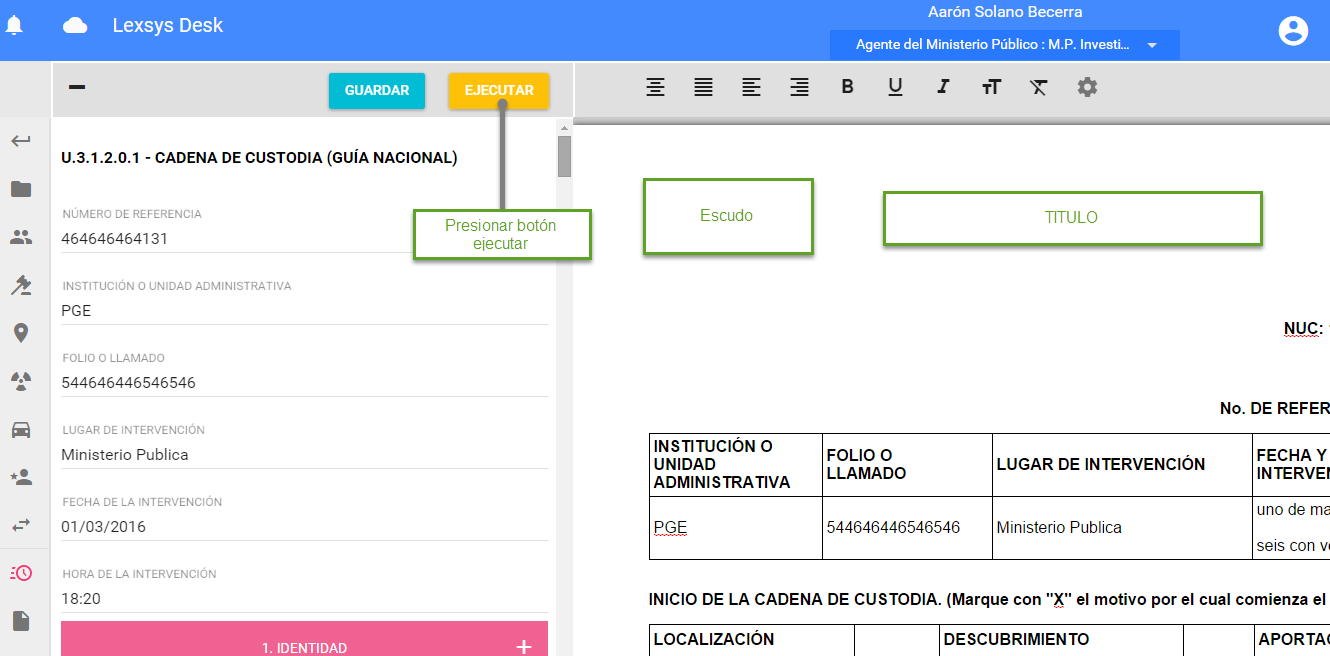 Lexsys Desk
Aarón Solano Becerra
Agente del Ministerio Público : M.P. Investi...
GUARDAR
EJECUTAR
B U I TT
U.3.1.2.0.1 - CADENA DE CUSTODIA (GUÍA NACIONAL)
NÚMERO DE REFERENCIA
464646464131
Presionar botón
ejecutar
INSTITUCIÓN O UNIDAD ADMINISTRATIVA
PGE
FOLIO O LLAMADO
544646446546546
LUGAR DE INTERVENCIÓN
Ministerio Publica
FECHA DE LA INTERVENCIÓN
01/03/2016
HORA DE LA INTERVENCIÓN
18:20
1. IDENTIDAD +
Escudo
TITULO
NUC:
No. DE REFER
INSTITUCIÓN O
UNIDAD
ADMINISTRATIVA
FOLIO O
LLAMADO
LUGAR DE INTERVENCIÓN
FECHA Y
INTERVEN
PGE
544646446546546
Ministerio Publica
uno de ma
seis con ve
INICIO DE LA CADENA DE CUSTODIA. (Marque con "X" el motivo por el cual comienza el
LOCALIZACIÓN
DESCUBRIMIENTO
APORTAC